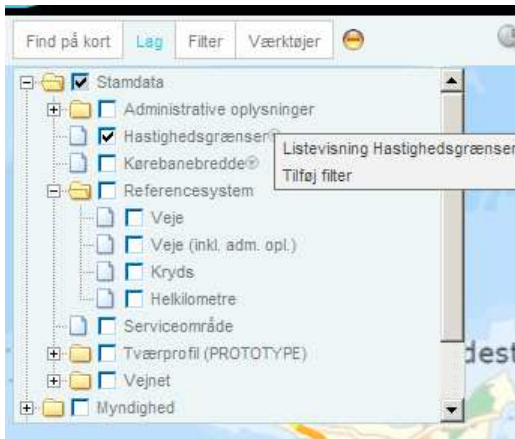 Find på kort Lag Filter Værktøjer
Stamdata
Administrative oplysninger
Hastighedsgrænser
Listevisning Hastighedsgrænser
Kørebanebredde
Tilføj filter
Referencesystem
Veje
Veje (inkl. adm. opl.)
Kryds
Helkilometre
Serviceområde
Tværprofil (PROTOTYPE)
dest
Vejnet
Myndighed